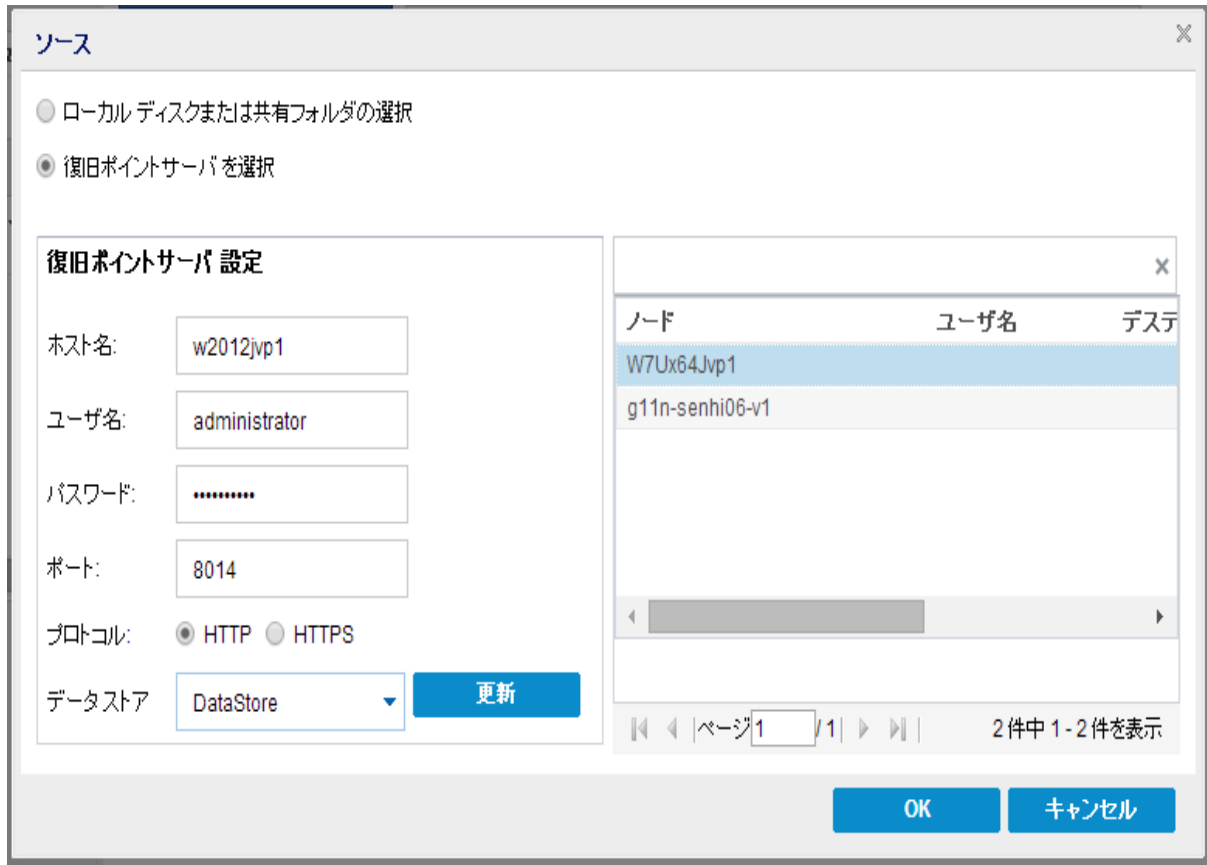 ソース
ローカル ディスクまたは共有フォルダの選択
復旧ポイントサーバ を選択
復旧ポイントサーバ 設定
ホスト名: w2012jvp1
ユーザ名: administrator
パスワード: ••••••••••
ポート: 8014
プロトコル: HTTP HTTPS
データストア DataStore 更新
ノード ユーザ名 デステ
W7Ux64Jvp1
g11n-senhi06-v1
ページ 1 / 1 2 件中 1 - 2 件を表示
OK キャンセル